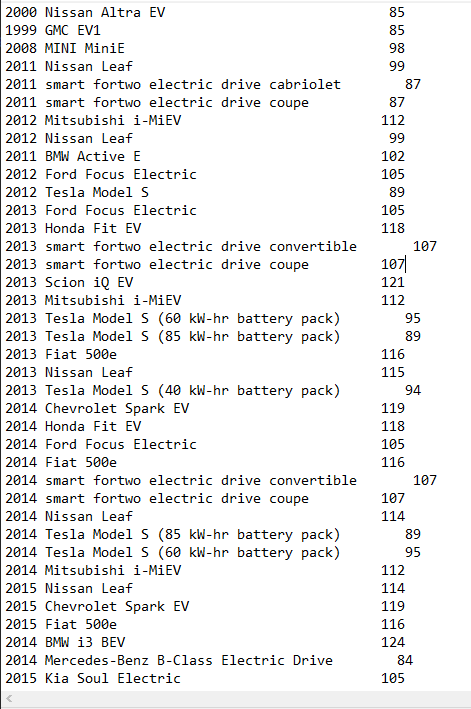 2000 Nissan Altra EV 85
1999 GMC EV1 85
2008 MINI MiniE 98
2011 Nissan Leaf 99
2011 smart fortwo electric drive cabriolet 87
2011 smart fortwo electric drive coupe 87
2012 Mitsubishi i-MiEV 112
2012 Nissan Leaf 99
2011 BMW Active E 102
2012 Ford Focus Electric 105
2012 Tesla Model S 89
2013 Ford Focus Electric 105
2013 Honda Fit EV 118
2013 smart fortwo electric drive convertible 107
2013 smart fortwo electric drive coupe 107
2013 Scion iQ EV 121
2013 Mitsubishi i-MiEV 112
2013 Tesla Model S (60 kW-hr battery pack) 95
2013 Tesla Model S (85 kW-hr battery pack) 89
2013 Fiat 500e 116
2013 Nissan Leaf 115
2013 Tesla Model S (40 kW-hr battery pack) 94
2014 Chevrolet Spark EV 119
2014 Honda Fit EV 118
2014 Ford Focus Electric 105
2014 Fiat 500e 116
2014 smart fortwo electric drive convertible 107
2014 smart fortwo electric drive coupe 107
2014 Nissan Leaf 114
2014 Tesla Model S (85 kW-hr battery pack) 89
2014 Tesla Model S (60 kW-hr battery pack) 95
2014 Mitsubishi i-MiEV 112
2015 Nissan Leaf 114
2015 Chevrolet Spark EV 119
2015 Fiat 500e 116
2014 BMW i3 BEV 124
2014 Mercedes-Benz B-Class Electric Drive 84
2015 Kia Soul Electric 105